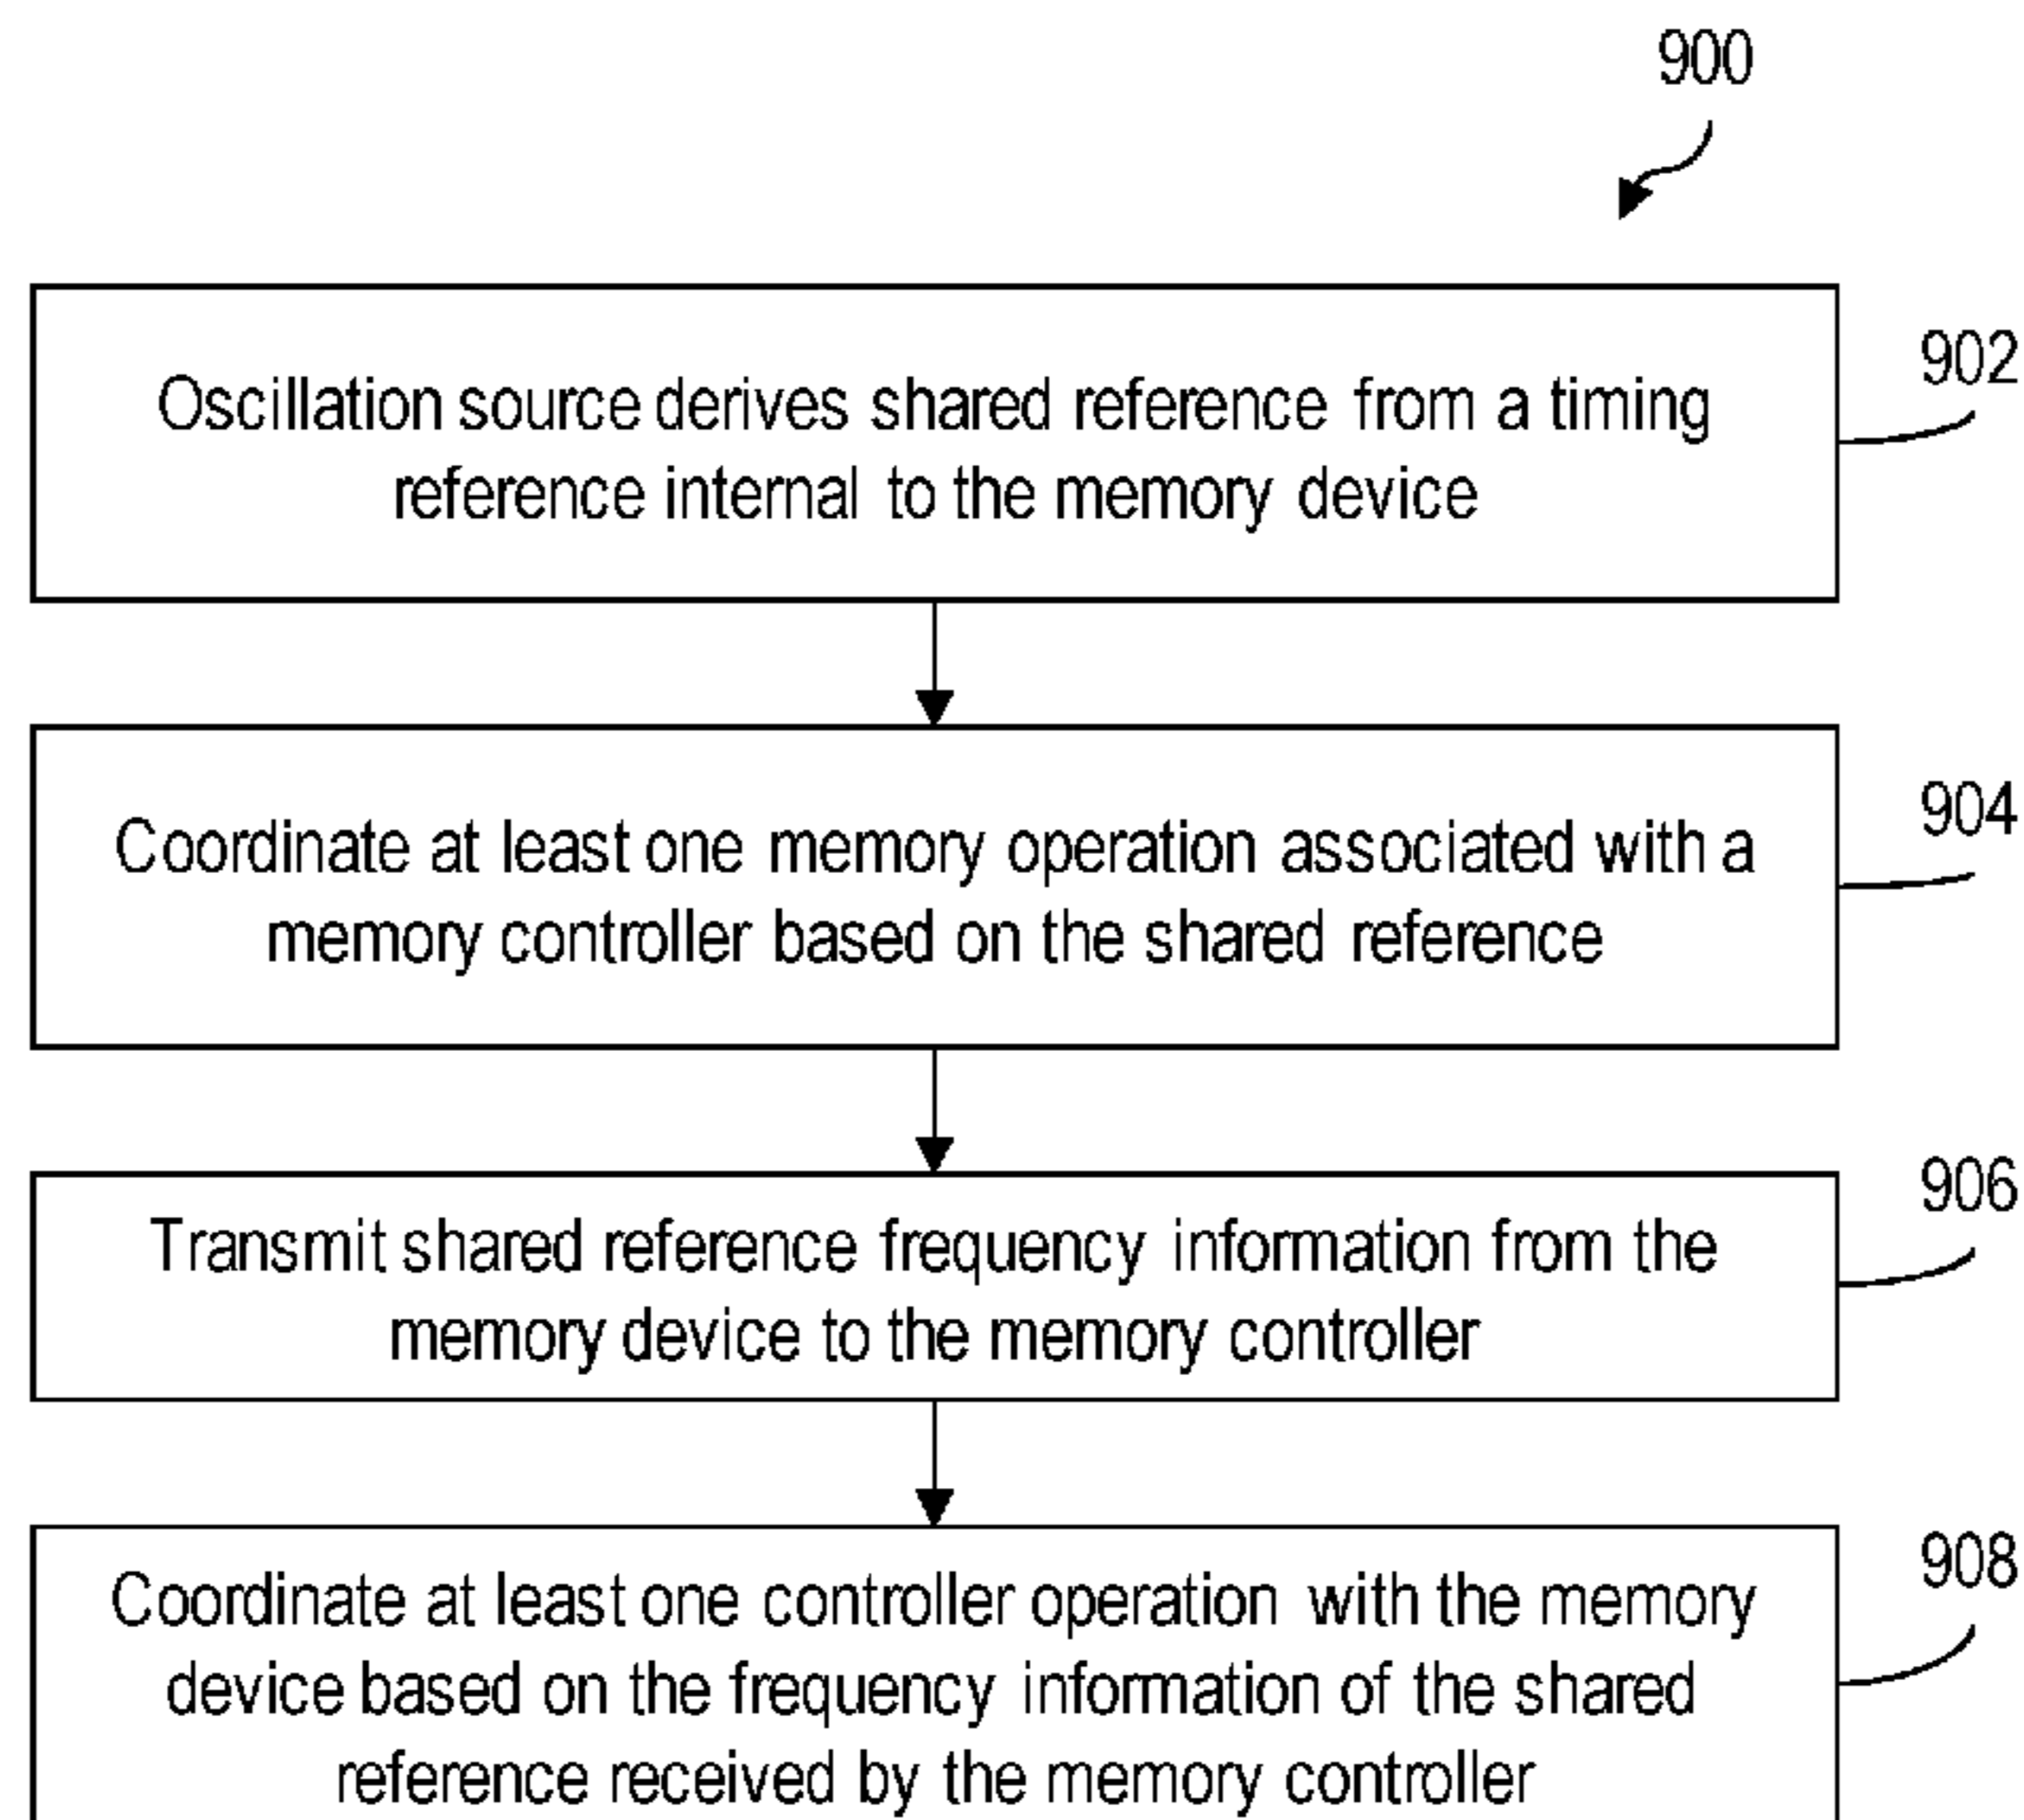 900
Oscillation source derives shared reference from a timing
reference internal to the memory device
902
Coordinate at least one memory operation associated with a
memory controller based on the shared reference
904
Transmit shared reference frequency information from the
memory device to the memory controller
906
Coordinate at least one controller operation with the memory
device based on the frequency information of the shared
reference received by the memory controller
908